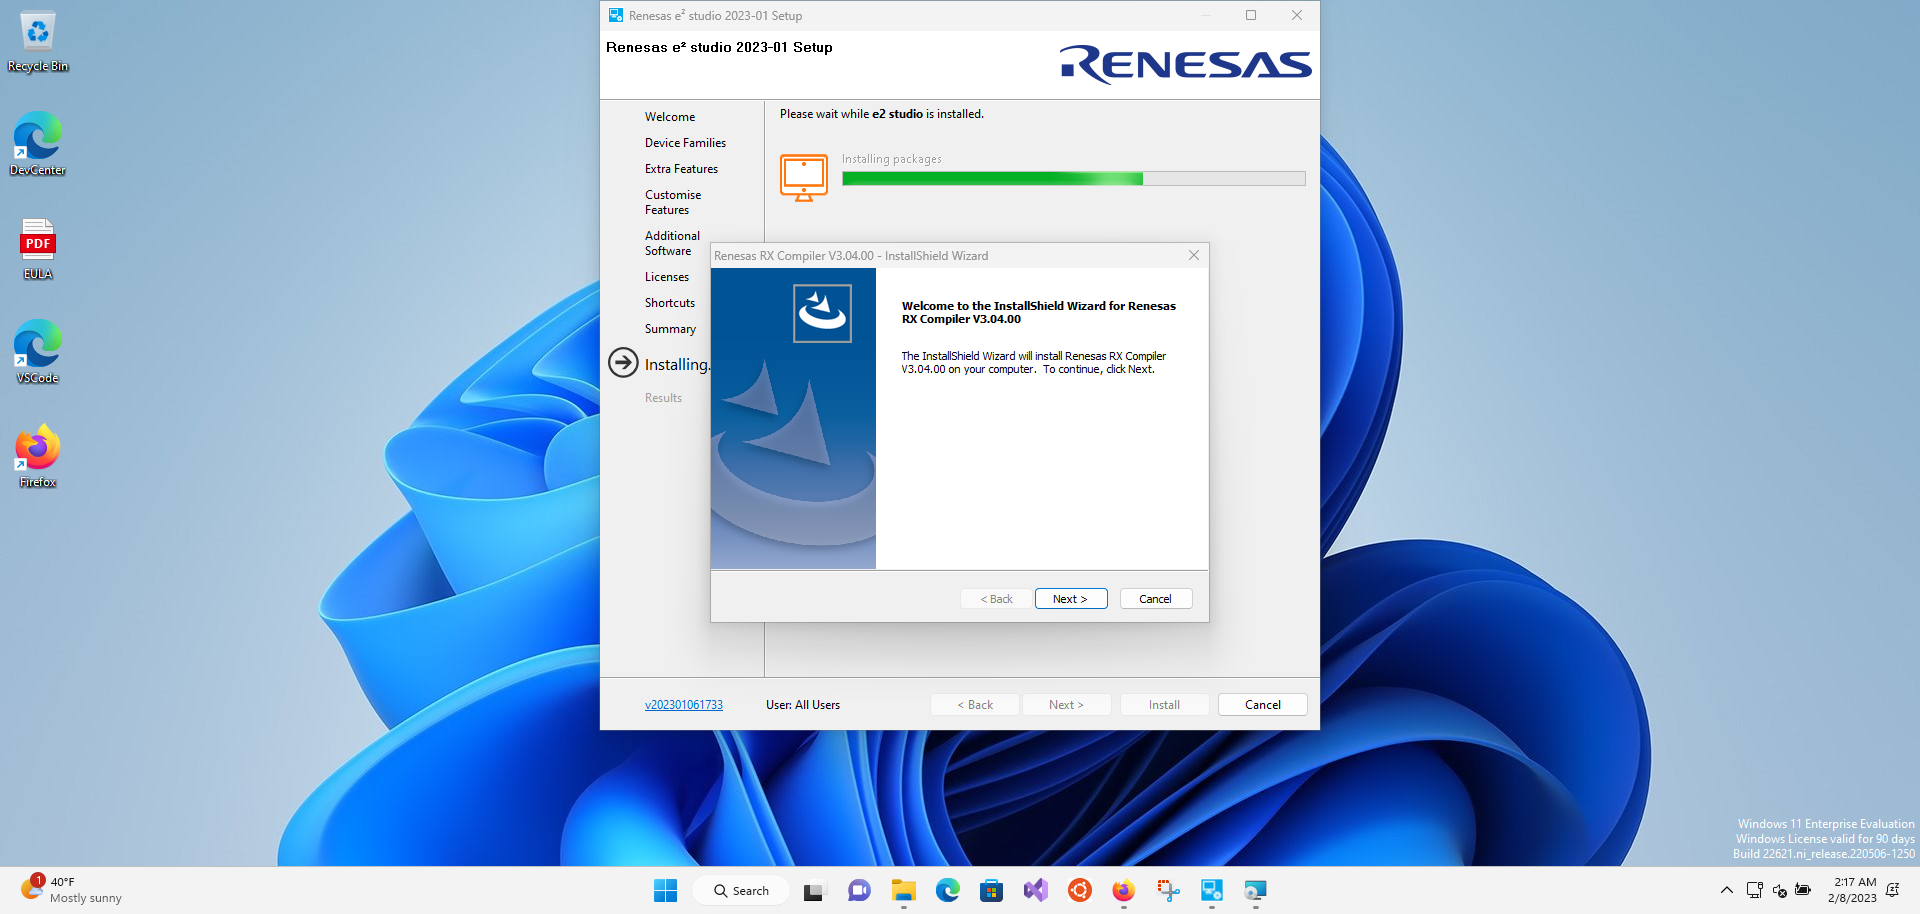 Recycle Bin
DevCenter
PDF
EULA
VSCode
Firefox
Renesas e² studio 2023-01 Setup
Renesas e² studio 2023-01 Setup
RENESAS
Welcome
Device Families
Extra Features
Customise
Features
Additional
Software
Licenses
Shortcuts
Summary
Installing.
Results
Please wait while e2 studio is installed.
Installing packages
Renesas RX Compiler V3.04.00 - InstallShield Wizard
Welcome to the InstallShield Wizard for Renesas
RX Compiler V3.04.00
The InstallShield Wizard will install Renesas RX Compiler
V3.04.00 on your computer. To continue, click Next.
< Back
Next >
Cancel
v202301061733
User: All Users
< Back
Next >
Install
Cancel
Windows 11 Enterprise Evaluation
Windows License valid for 90 days
Build 22621.ni_release.220506-1250
1
40°F
Mostly sunny
Search
2:17 AM
2/8/2023